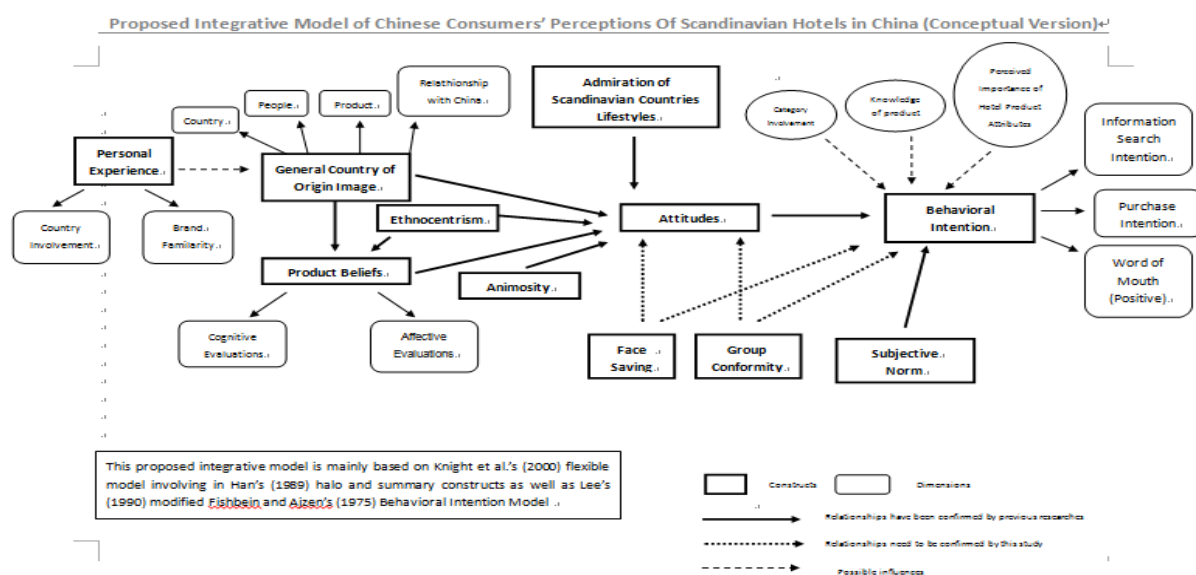 Proposed Integrative Model of Chinese Consumers' Perceptions Of Scandinavian Hotels in China (Conceptual Version)
Country.
People.
Product.
Relathionship
with China.
Admiration of
Scandinavian Countries
Lifestyles.
Category
Involvement
Knowledge
of product
Perceived
Importance of
Hotel Product
Attributes
Information
Search
Intention.
Personal
Experience.
General Country of
Origin Image.
Country
Involvement.
Brand
Familiarity.
Ethnocentrism.
Attitudes.
Behavioral
Intention.
Purchase
Intention.
Product Beliefs.
Animosity.
Word of
Mouth
(Positive).
Cognitive
Evaluations.
Affective
Evaluations.
Face
Saving.
Group
Conformity.
Subjective
Norm.
This proposed integrative model is mainly based on Knight et al.'s (2000) flexible
model involving in Han's (1989) halo and summary constructs as well as Lee's
(1990) modified Fishbein and Ajzen's (1975) Behavioral Intention Model .
Constructs
Dimensions
Relationships have been confirmed by previous researches
Relationships need to be confirmed by this study
Possible influences